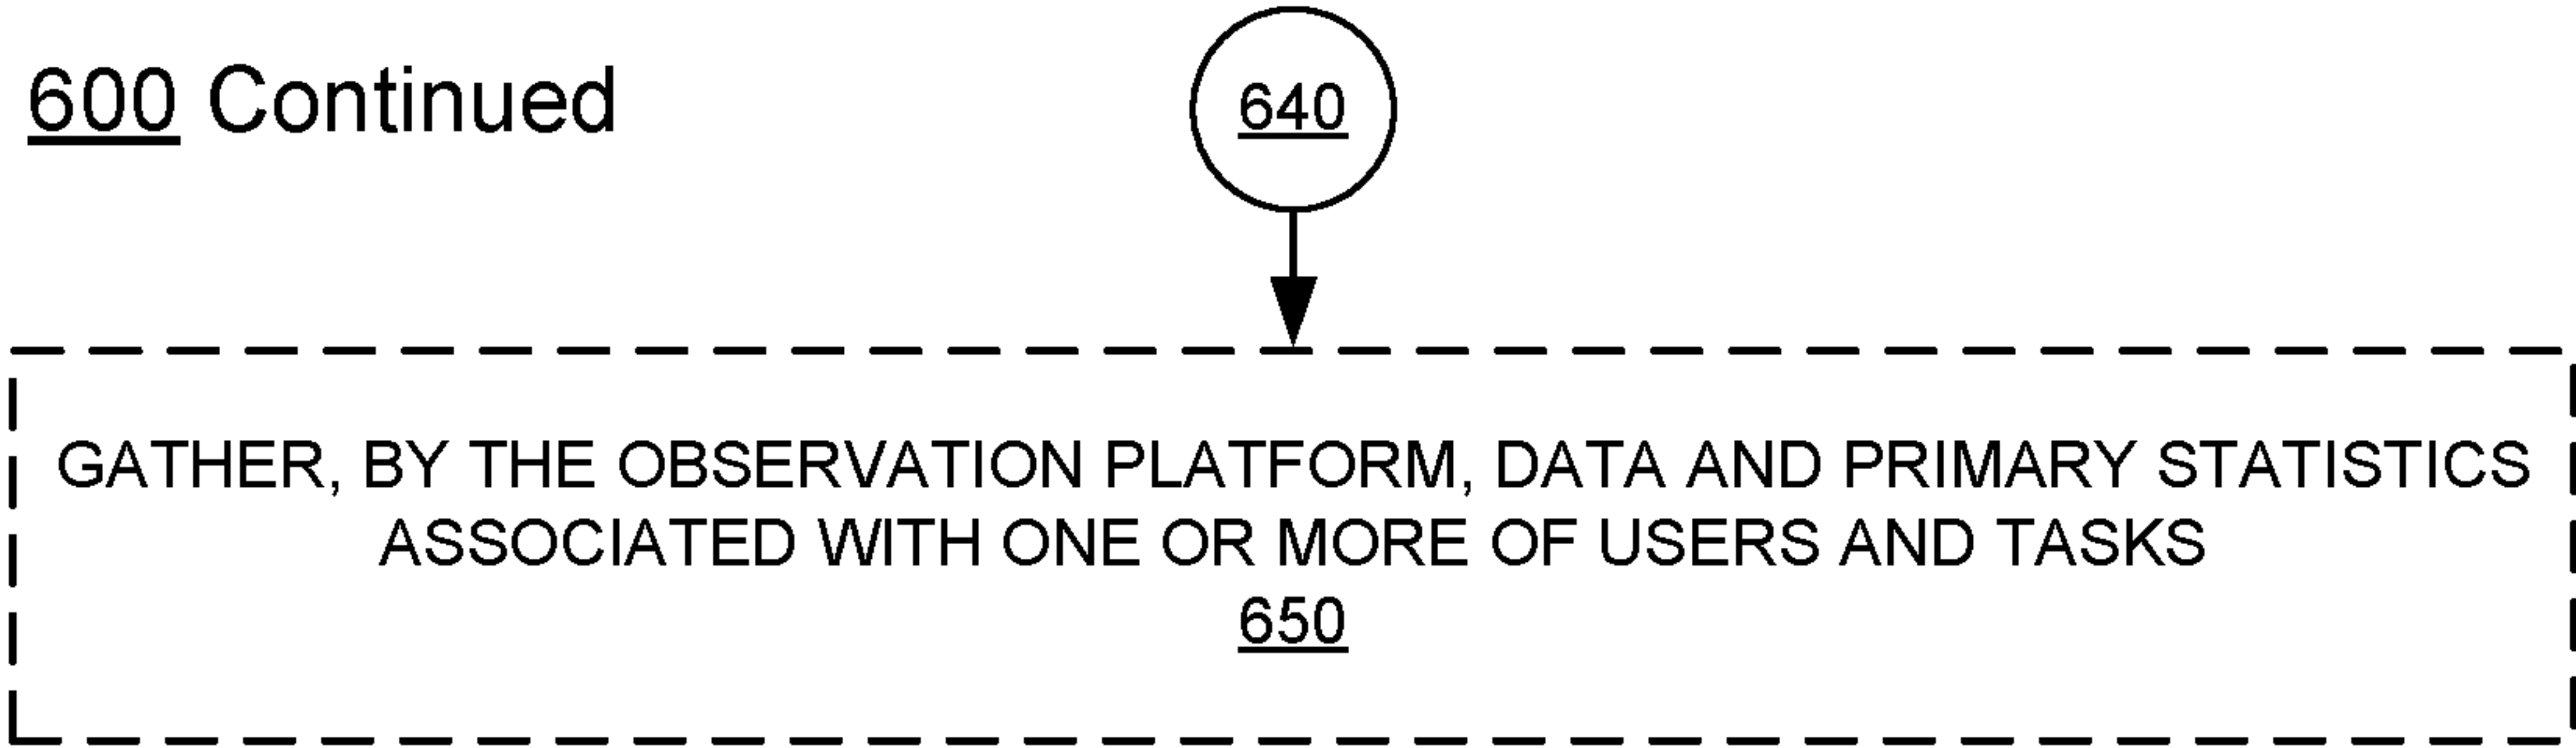 600 Continued
640
GATHER, BY THE OBSERVATION PLATFORM, DATA AND PRIMARY STATISTICS
ASSOCIATED WITH ONE OR MORE OF USERS AND TASKS
650